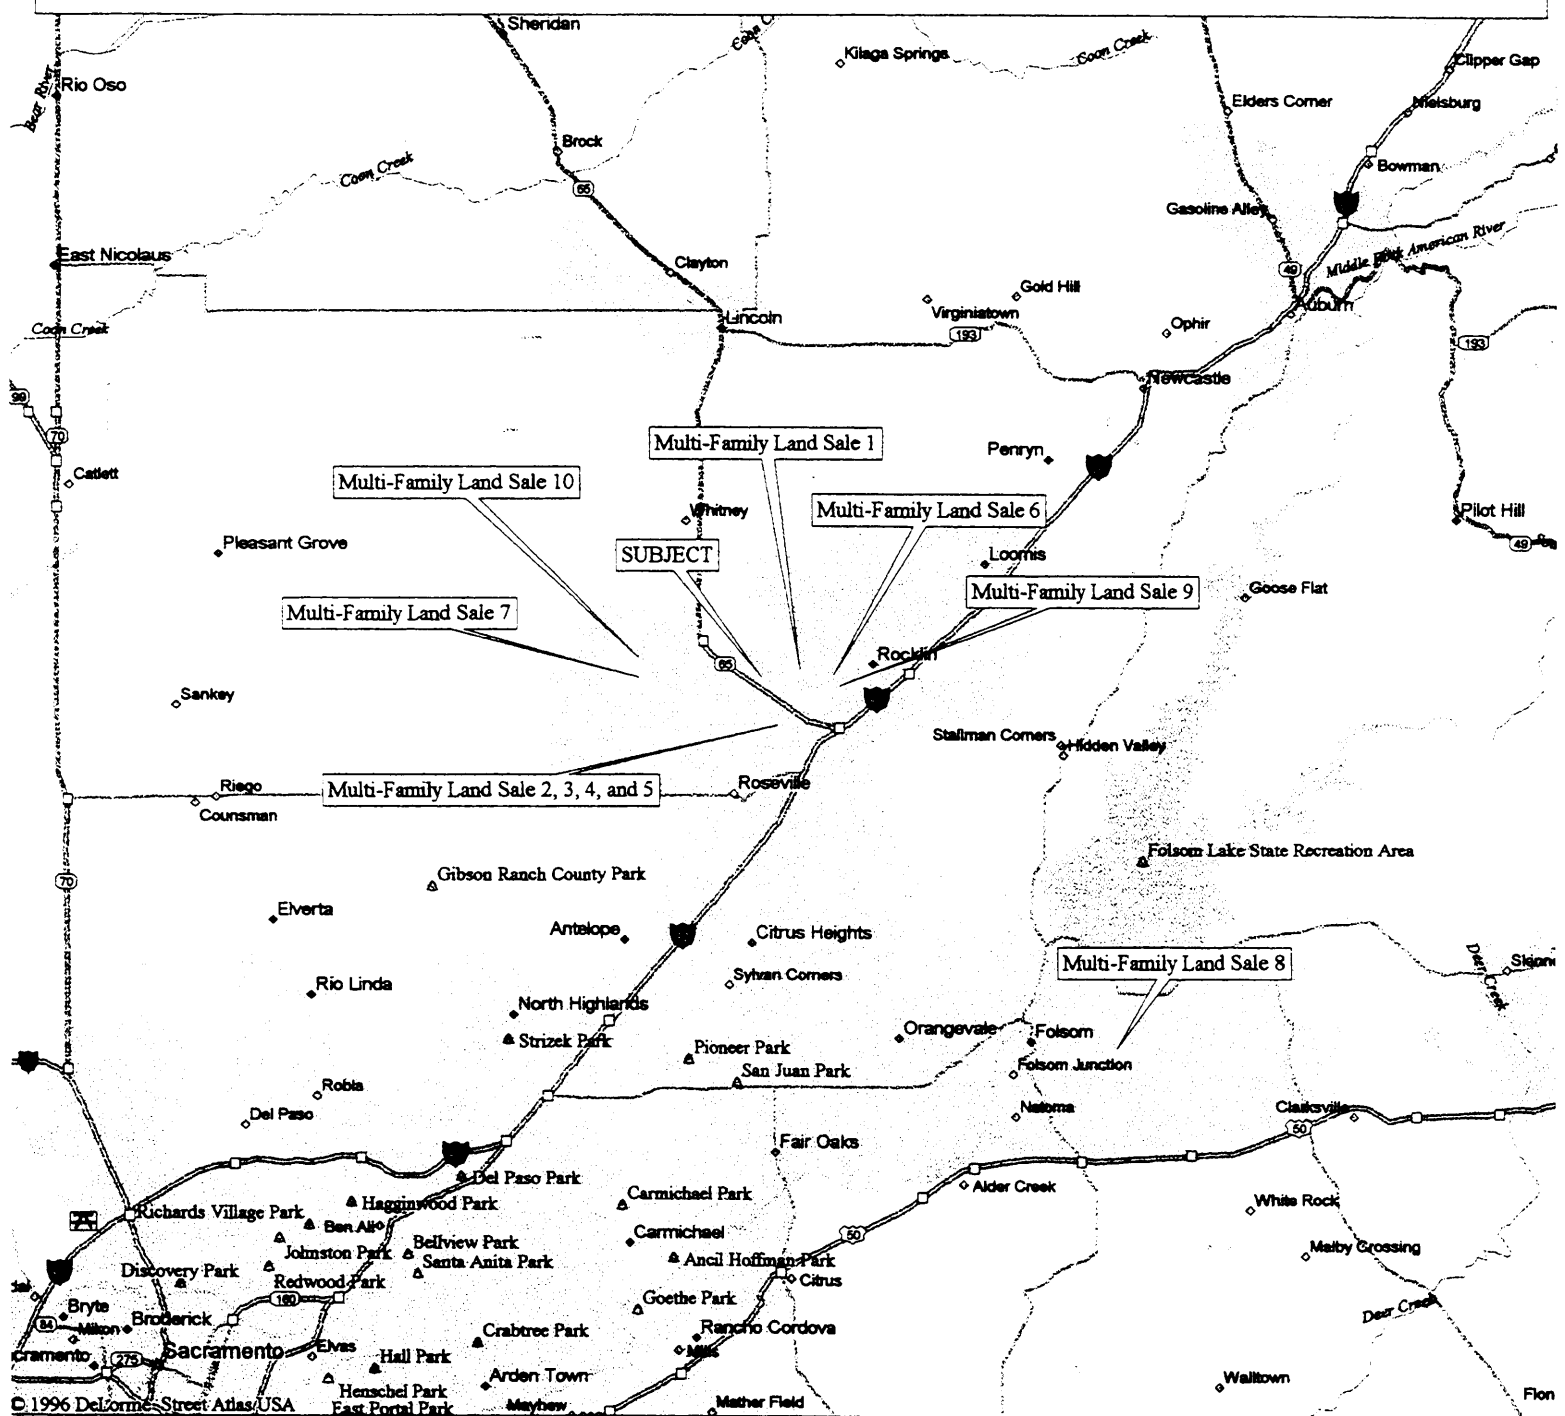 Sheridan
Coon C
Kilaga Springs
Coon Creek
Clipper Gap
Rio Oso
Bear River
Elders Corner
Nielsburg
Brock
Bowman
Coon Creek
65
Gasoline Alley
Middle Fork American River
East Nicolaus
Clayton
49
Gold Hill
Virginiatown
Auburn
Coon Creek
Lincoln
193
Ophir
193
Newcastle
99
70
Multi-Family Land Sale 1
Penryn
Catlett
Multi-Family Land Sale 10
Whitney
Multi-Family Land Sale 6
Pilot Hill
Pleasant Grove
SUBJECT
Loomis
49
Multi-Family Land Sale 7
Multi-Family Land Sale 9
Goose Flat
Rocklin
65
Sankey
Stallman Corners
Hidden Valley
Riego
Multi-Family Land Sale 2, 3, 4, and 5
Roseville
Counsman
Folsom Lake State Recreation Area
70
Gibson Ranch County Park
Elverta
Antelope
Citrus Heights
Multi-Family Land Sale 8
Deer Creek
Rio Linda
Sylvan Corners
North Highlands
Strizek Park
Orangevale
Folsom
Pioneer Park
Folsom Junction
San Juan Park
Robla
Natoma
Clarksville
Del Paso
50
Fair Oaks
Del Paso Park
Alder Creek
Carmichael Park
White Rock
Hagginwood Park
Richards Village Park
Ben Ali
50
Carmichael
Bellview Park
Malby Crossing
Johnston Park
Santa Anita Park
Ancil Hoffman Park
Discovery Park
Redwood Park
Citrus
160
Goethe Park
Deer Creek
Bryte
84
Broderick
Mikon
Crabtree Park
Rancho Cordova
Elvas
Mills
Sacramento
cramento
275
Hall Park
Arden Town
Walltown
Henschel Park
Mather Field
Flon
© 1996 DeLorme Street Atlas USA
East Portal Park
Mayhew